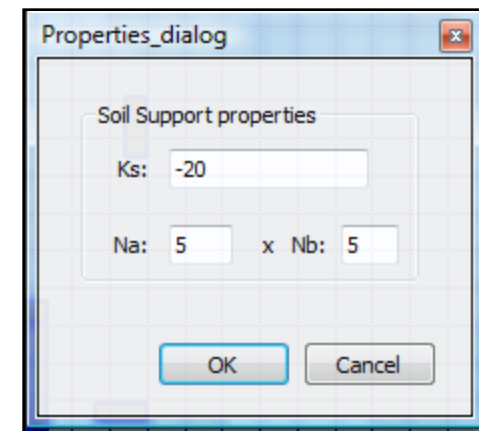 Properties_dialog
Soil Support properties
Ks: -20
Na: 5 x Nb: 5
OK Cancel